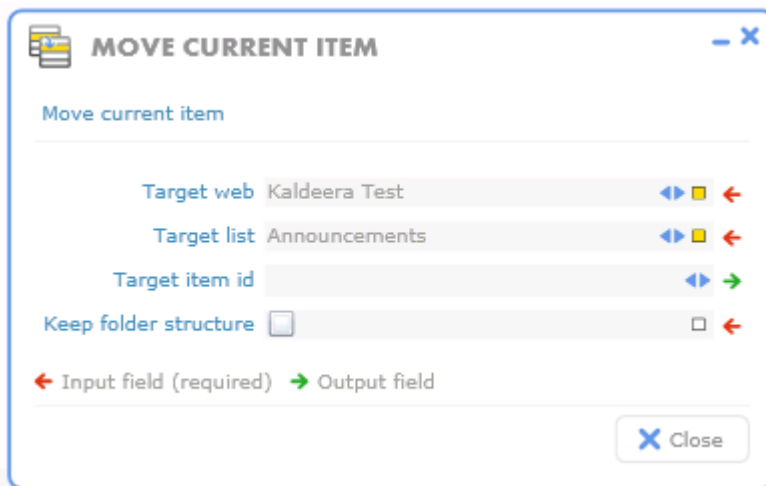 MOVE CURRENT ITEM
Move current item
Target web Kaldeera Test
Target list Announcements
Target item id
Keep folder structure
Input field (required) Output field
Close